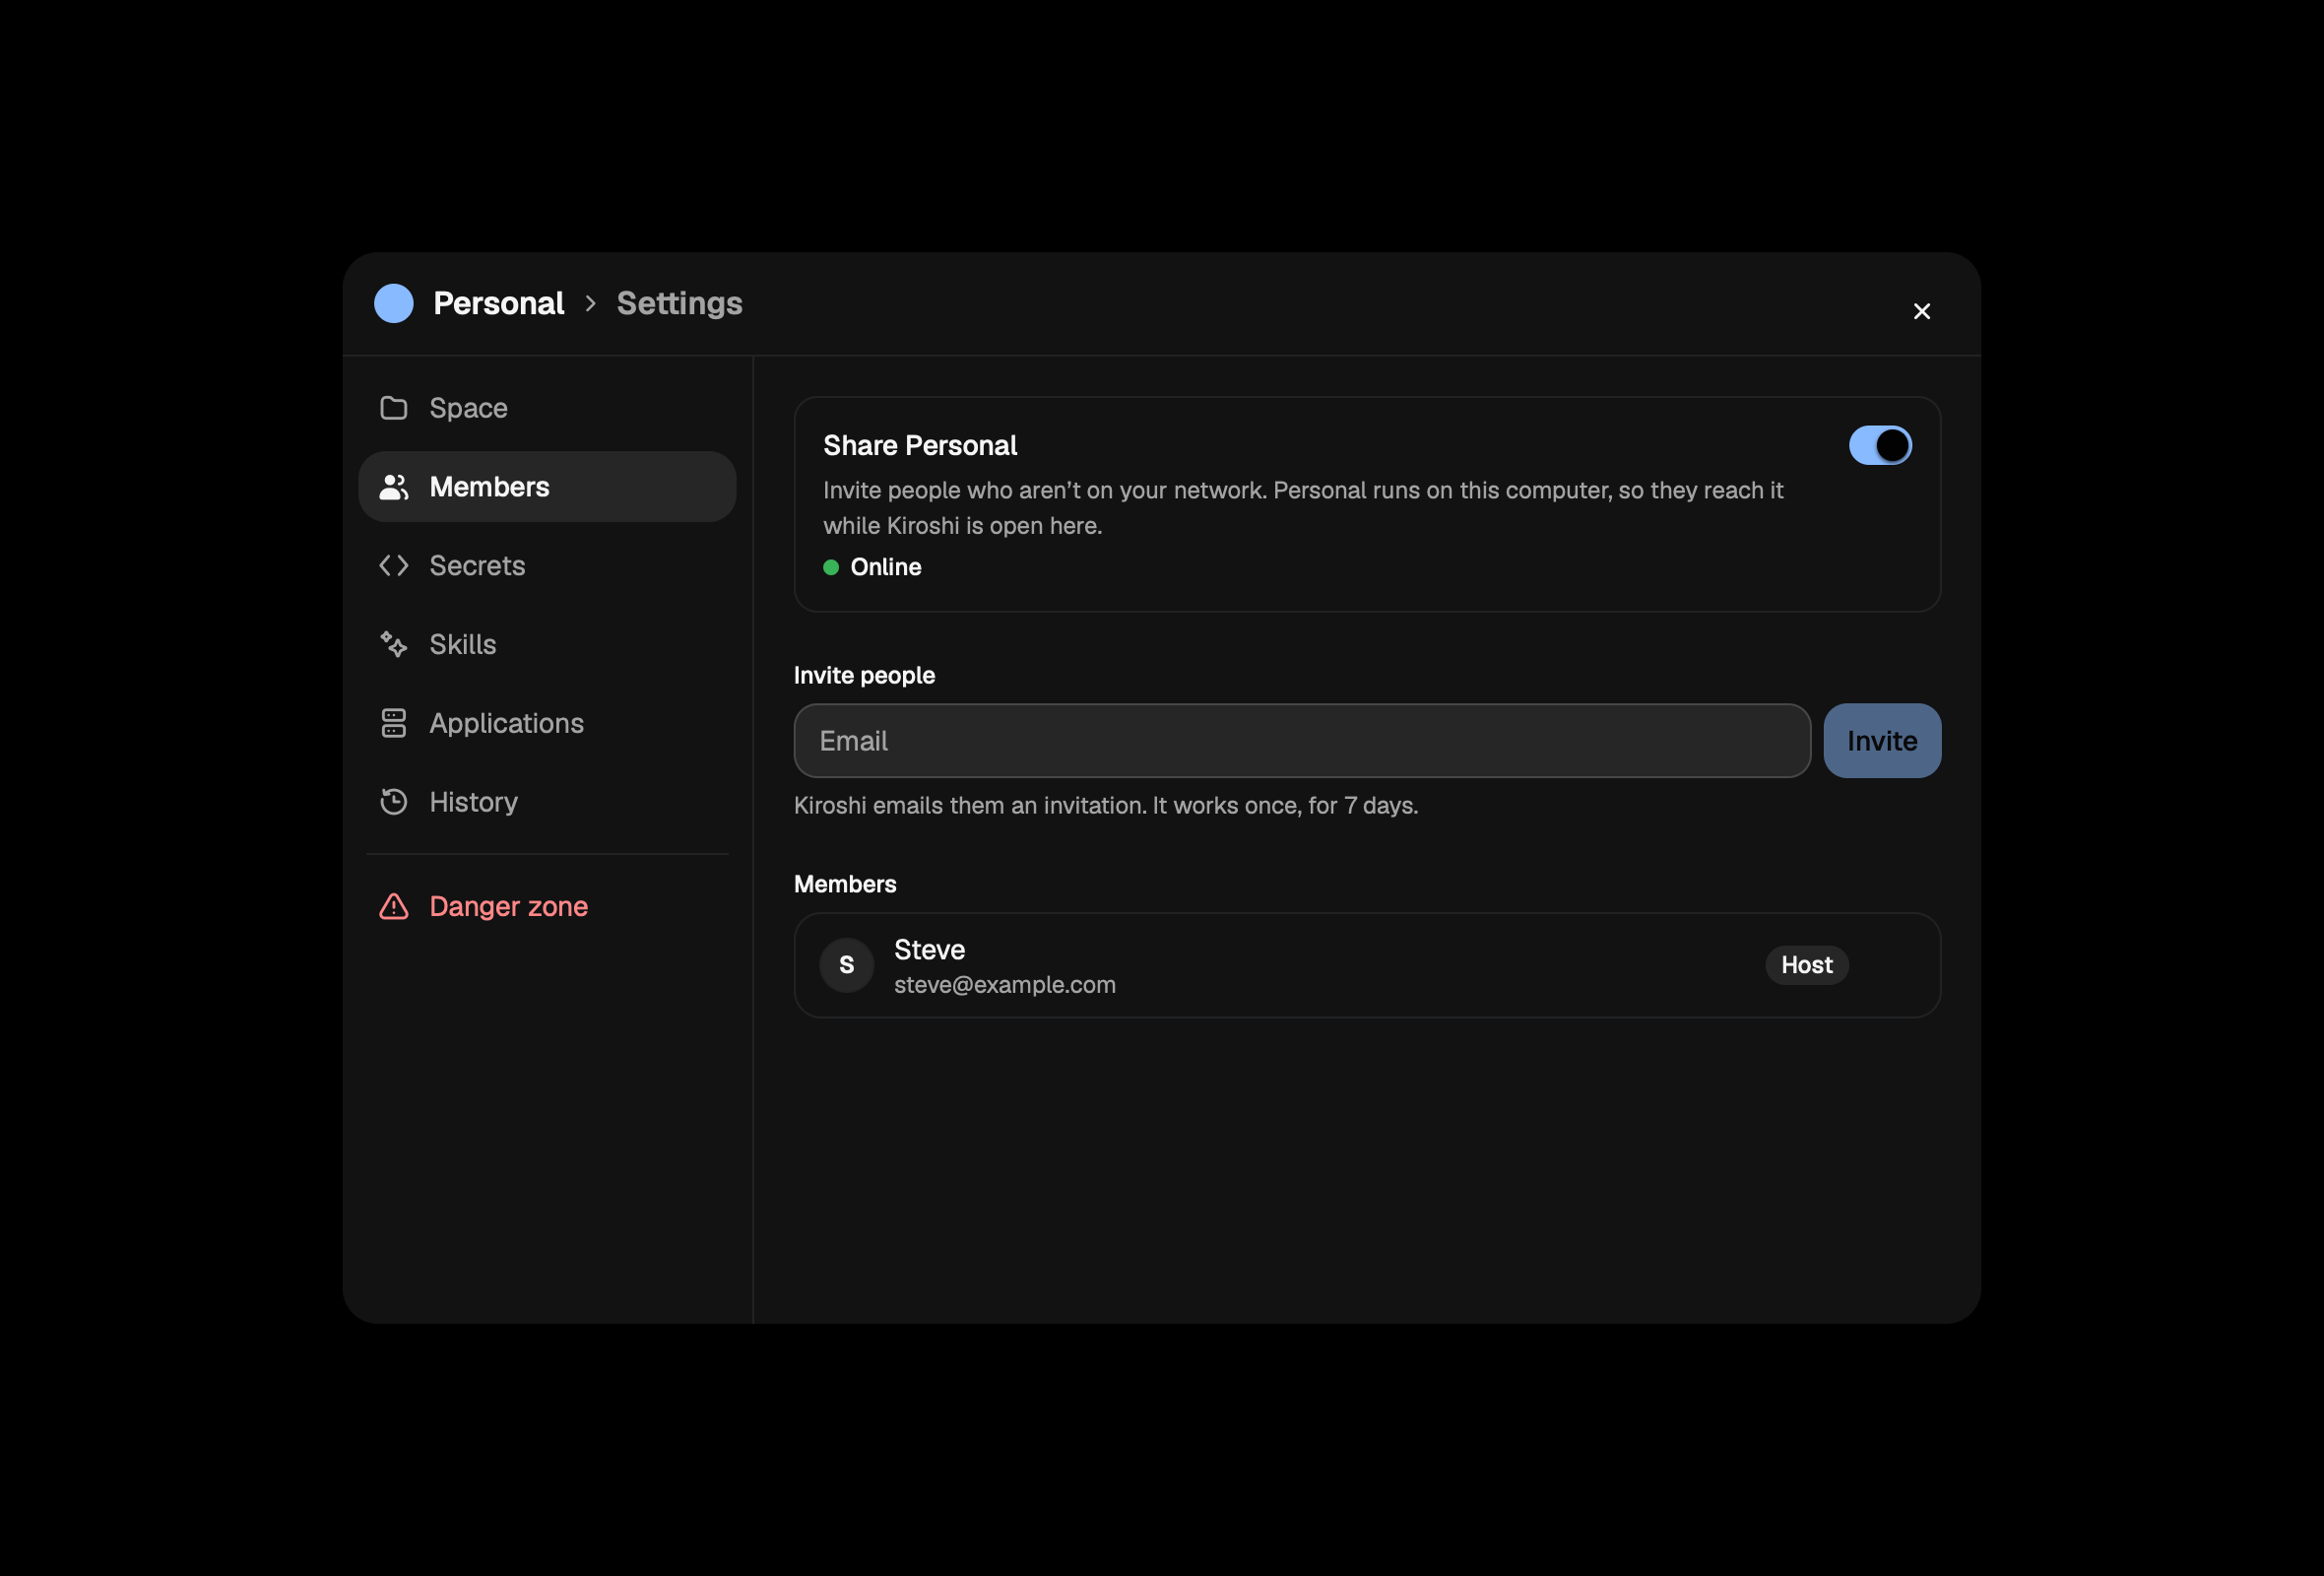 Personal > Settings
Space
Members
Secrets
Skills
Applications
History
Danger zone
Share Personal
Invite people who aren’t on your network. Personal runs on this computer, so they reach it
while Kiroshi is open here.
Online
Invite people
Email
Invite
Kiroshi emails them an invitation. It works once, for 7 days.
Members
S
Steve
steve@example.com
Host